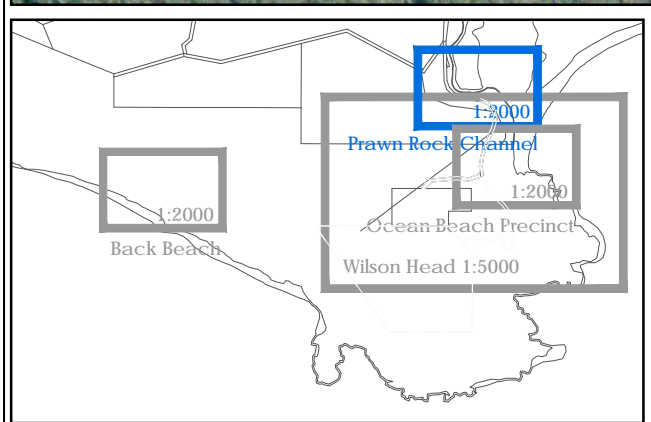 1:2000
Prawn Rock Channel
1:2000
1:2000
Ocean Beach Precinct
Back Beach
Wilson Head 1:5000